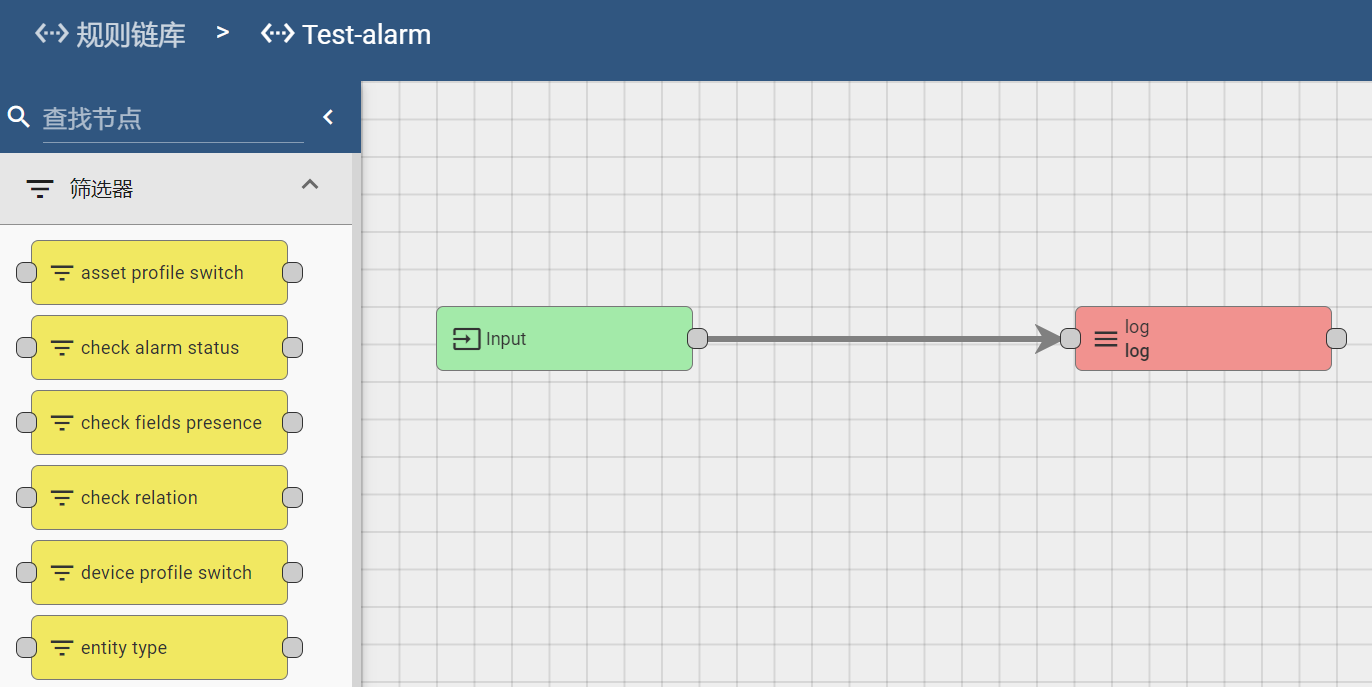 规则链库 > Test-alarm
查找节点
筛选器
asset profile switch
check alarm status
check fields presence
check relation
device profile switch
entity type
Input
log
log